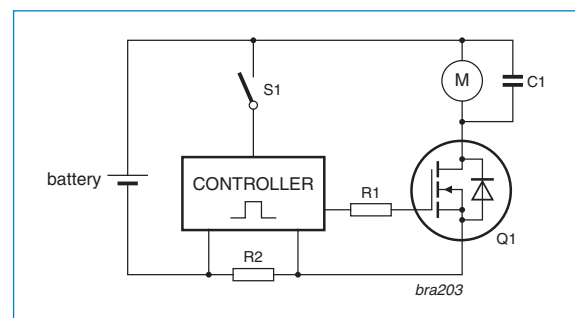 M
C1
S1
battery
CONTROLLER
R1
Q1
R2
bra203